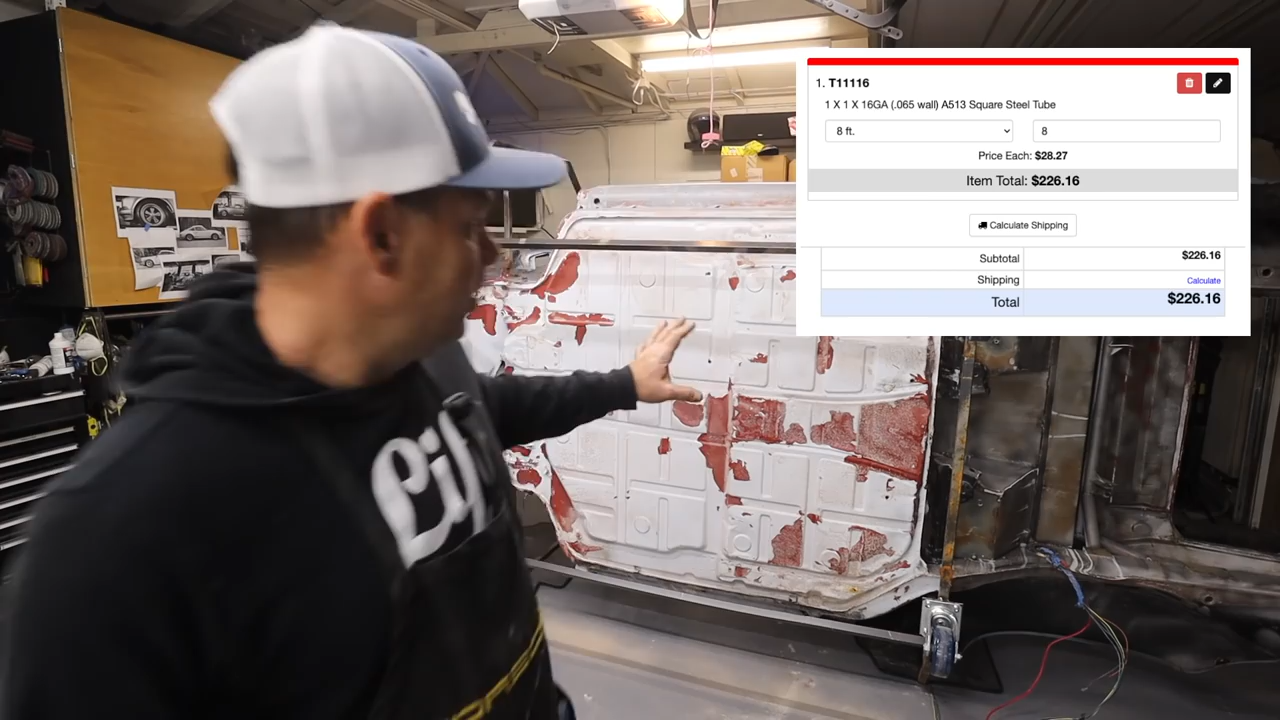 1. T11116
1 X 1 X 16GA (.065 wall) A513 Square Steel Tube
8 ft. 8
Price Each: $28.27
Item Total: $226.16
Calculate Shipping
Subtotal $226.16
Shipping Calculate
Total $226.16